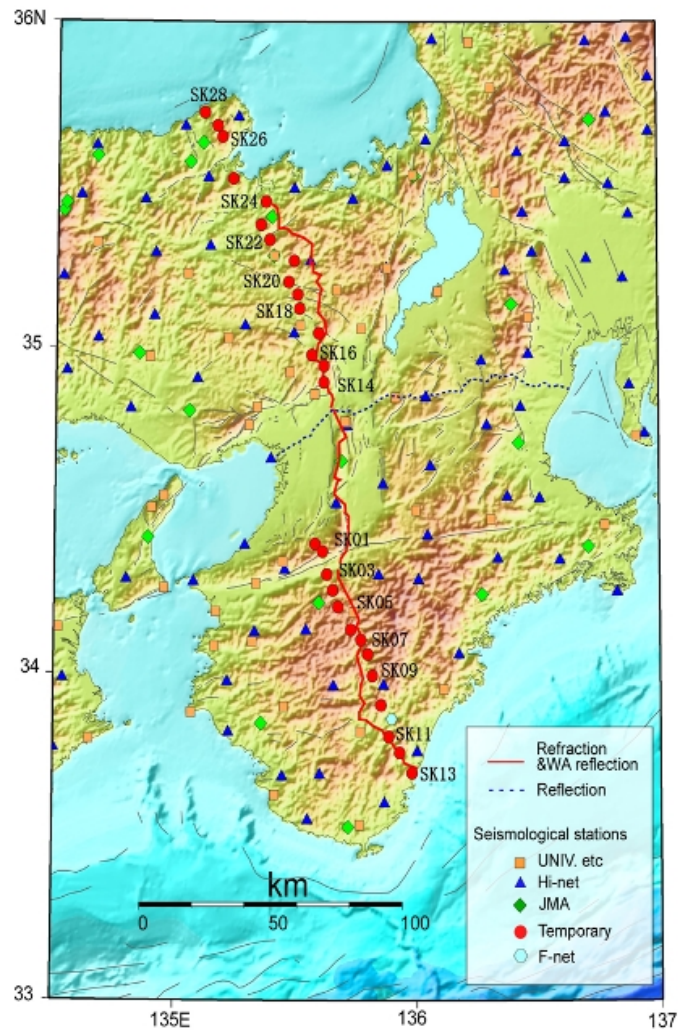 36N
SK28
SK26
SK24
SK22
SK20
SK18
35
SK16
SK14
SK01
SK03
SK05
SK07
34
SK09
SK11
SK13
Refraction
&WA reflection
Reflection
Seismological stations
UNIV. etc
Hi-net
JMA
Temporary
F-net
km
0 50 100
33
135E 136 137